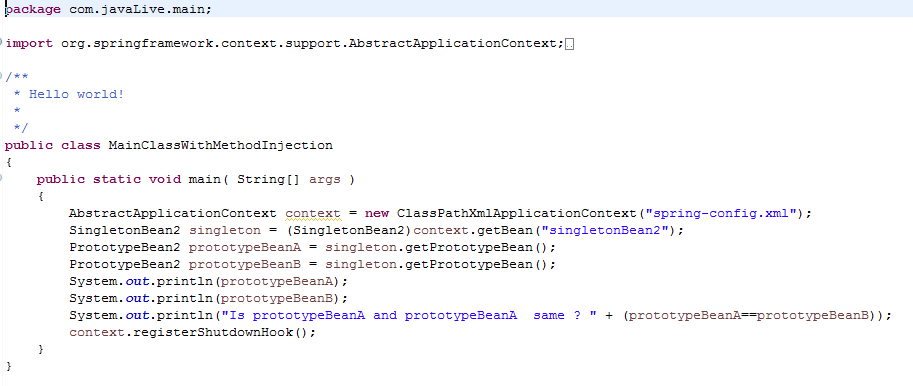 package com.javaLive.main;
import org.springframework.context.support.AbstractApplicationContext;
/**
 * Hello world!
 *
 */
public class MainClassWithMethodInjection
{
    public static void main( String[] args )
    {
        AbstractApplicationContext context = new ClassPathXmlApplicationContext("spring-config.xml");
        SingletonBean2 singleton = (SingletonBean2)context.getBean("singletonBean2");
        PrototypeBean2 prototypeBeanA = singleton.getPrototypeBean();
        PrototypeBean2 prototypeBeanB = singleton.getPrototypeBean();
        System.out.println(prototypeBeanA);
        System.out.println(prototypeBeanB);
        System.out.println("Is prototypeBeanA and prototypeBeanA  same ? " + (prototypeBeanA==prototypeBeanB));
        context.registerShutdownHook();
    }
}